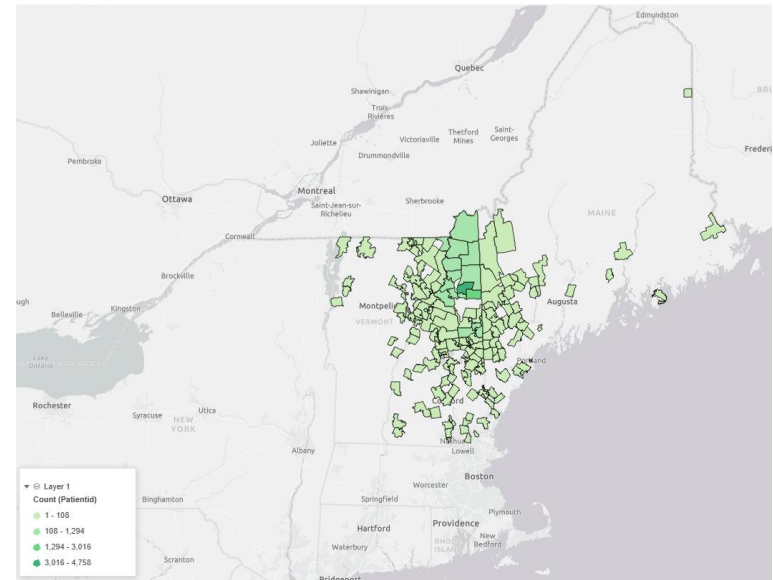 Edmundston
Quebec
Shawinigan
Trois-
Rivières
Thetford
Mines
Saint-
Georges
Victoriaville
Joliette
Drummondville
Pembroke
Montreal
Sherbrooke
Ottawa
Saint-Jean-sur-
Richelieu
MAINE
Cornwall
Brockville
Augusta
Kingston
Belleville
VERMONT
Lake
Ontario
Portland
Rochester
Syracuse
Utica
NEW
YORK
Nashua
Lowell
Albany
Boston
Worcester
Binghamton
Springfield
Plymouth
Hartford
Providence
New
Bedford
Waterbury
Scranton
Bridgeport
Layer 1
Count (Patientid)
1 - 108
108 - 1,294
1,294 - 3,016
3,016 - 4,758